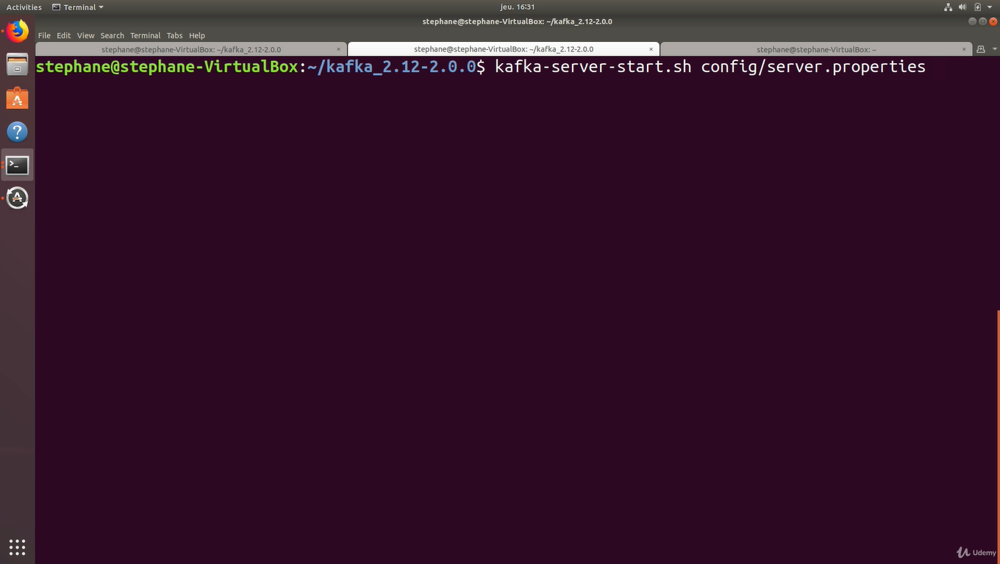 Activities Terminal jeu. 16:31
stephane@stephane-VirtualBox: ~/kafka_2.12-2.0.0
File Edit View Search Terminal Tabs Help
stephane@stephane-VirtualBox: ~/kafka_2.12-2.0.0 × stephane@stephane-VirtualBox: ~/kafka_2.12-2.0.0 × stephane@stephane-VirtualBox: ~ ×
stephane@stephane-VirtualBox:~/kafka_2.12-2.0.0$ kafka-server-start.sh config/server.properties
Udemy